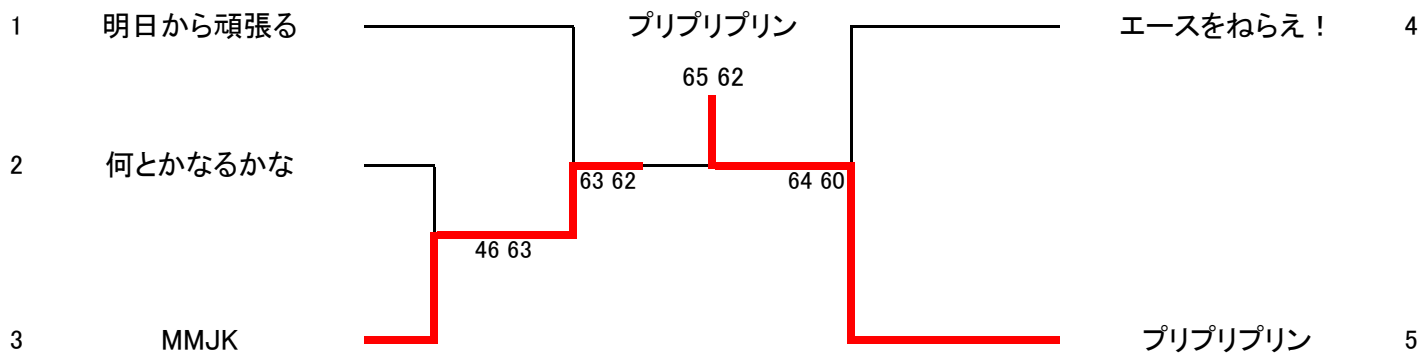 1 明日から頑張る プリプリプリン エースをねらえ！ 4
65 62
2 何とかなるかな 63 62 64 60
46 63
3 MMJK プリプリプリン 5